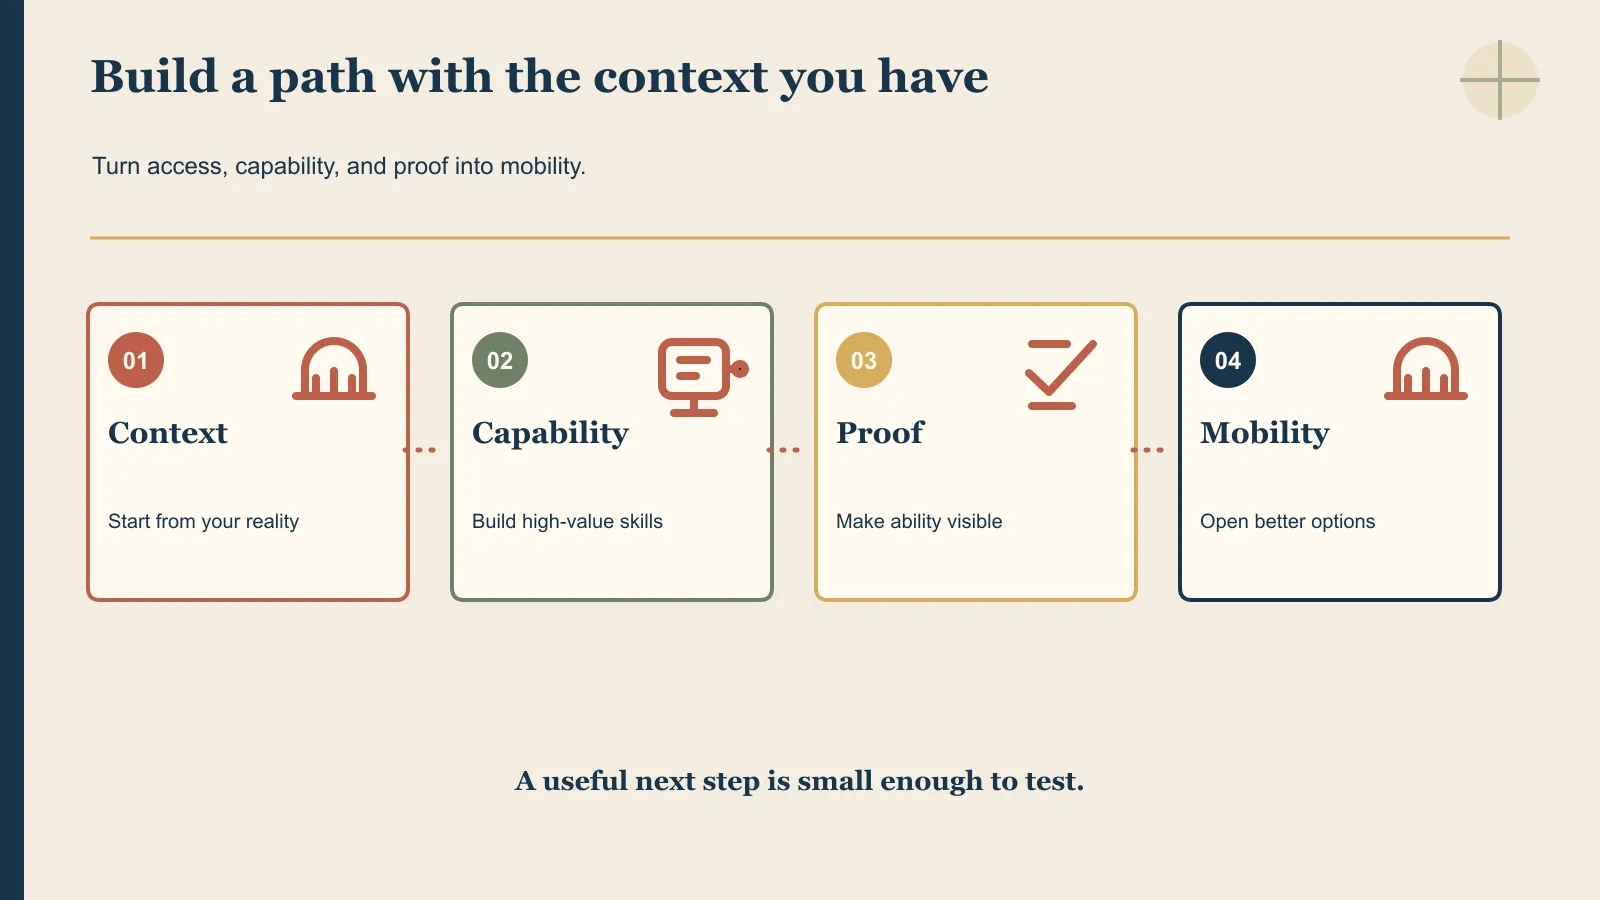 Build a path with the context you have
Turn access, capability, and proof into mobility.
01
Context
Start from your reality
02
Capability
Build high-value skills
03
Proof
Make ability visible
04
Mobility
Open better options
A useful next step is small enough to test.